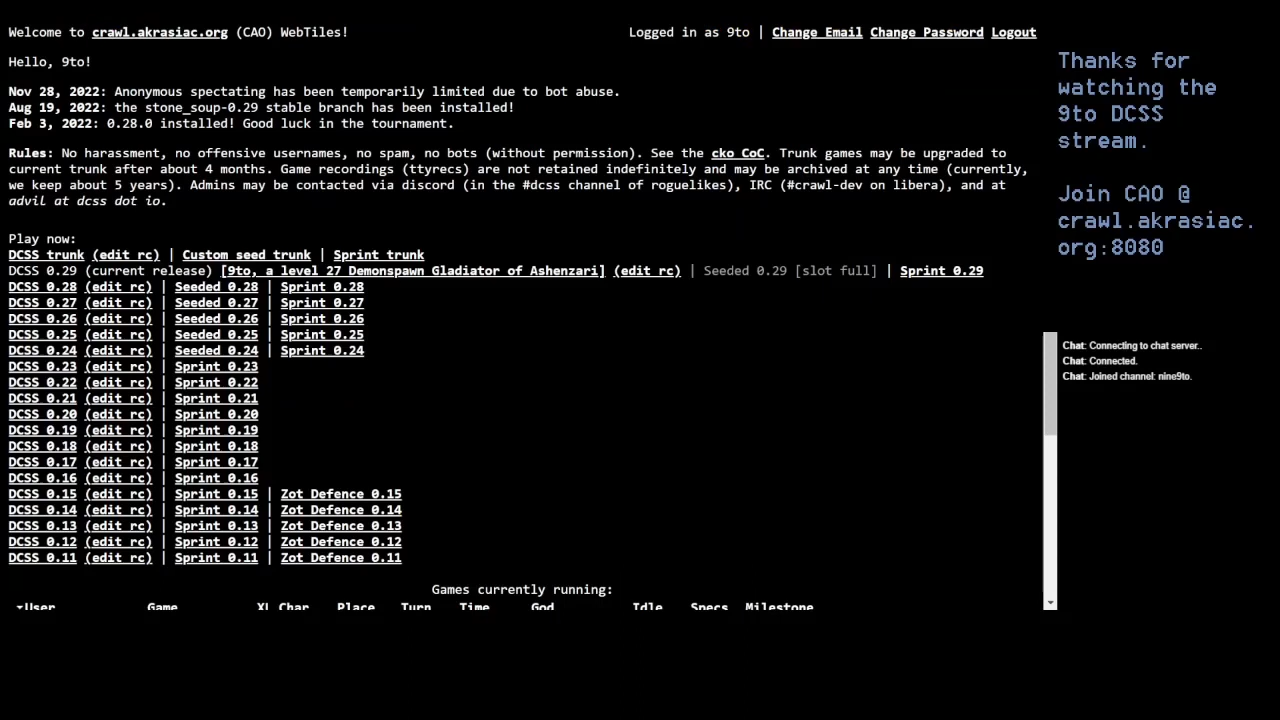 Welcome to crawl.akrasiac.org (CAO) WebTiles!
Logged in as 9to | Change Email Change Password Logout
Hello, 9to!
Nov 28, 2022: Anonymous spectating has been temporarily limited due to bot abuse.
Aug 19, 2022: the stone_soup-0.29 stable branch has been installed!
Feb 3, 2022: 0.28.0 installed! Good luck in the tournament.
Rules: No harassment, no offensive usernames, no spam, no bots (without permission). See the cko CoC. Trunk games may be upgraded to
current trunk after about 4 months. Game recordings (ttyrecs) are not retained indefinitely and may be archived at any time (currently,
we keep about 5 years). Admins may be contacted via discord (in the #dcss channel of roguelikes), IRC (#crawl-dev on libera), and at
advil at dcss dot io.
Play now:
DCSS trunk (edit rc) | Custom seed trunk | Sprint trunk
DCSS 0.29 (current release) [9to, a level 27 Demonspawn Gladiator of Ashenzari] (edit rc) | Seeded 0.29 [slot full] | Sprint 0.29
DCSS 0.28 (edit rc) | Seeded 0.28 | Sprint 0.28
DCSS 0.27 (edit rc) | Seeded 0.27 | Sprint 0.27
DCSS 0.26 (edit rc) | Seeded 0.26 | Sprint 0.26
DCSS 0.25 (edit rc) | Seeded 0.25 | Sprint 0.25
DCSS 0.24 (edit rc) | Seeded 0.24 | Sprint 0.24
DCSS 0.23 (edit rc) | Sprint 0.23
DCSS 0.22 (edit rc) | Sprint 0.22
DCSS 0.21 (edit rc) | Sprint 0.21
DCSS 0.20 (edit rc) | Sprint 0.20
DCSS 0.19 (edit rc) | Sprint 0.19
DCSS 0.18 (edit rc) | Sprint 0.18
DCSS 0.17 (edit rc) | Sprint 0.17
DCSS 0.16 (edit rc) | Sprint 0.16
DCSS 0.15 (edit rc) | Sprint 0.15 | Zot Defence 0.15
DCSS 0.14 (edit rc) | Sprint 0.14 | Zot Defence 0.14
DCSS 0.13 (edit rc) | Sprint 0.13 | Zot Defence 0.13
DCSS 0.12 (edit rc) | Sprint 0.12 | Zot Defence 0.12
DCSS 0.11 (edit rc) | Sprint 0.11 | Zot Defence 0.11
Games currently running:
User Game XL Char Place Turn Time God Idle Specs Milestone
Thanks for
watching the
9to DCSS
stream.
Join CAO @
crawl.akrasiac.
org:8080
Chat: Connecting to chat server..
Chat: Connected.
Chat: Joined channel: nine9to.